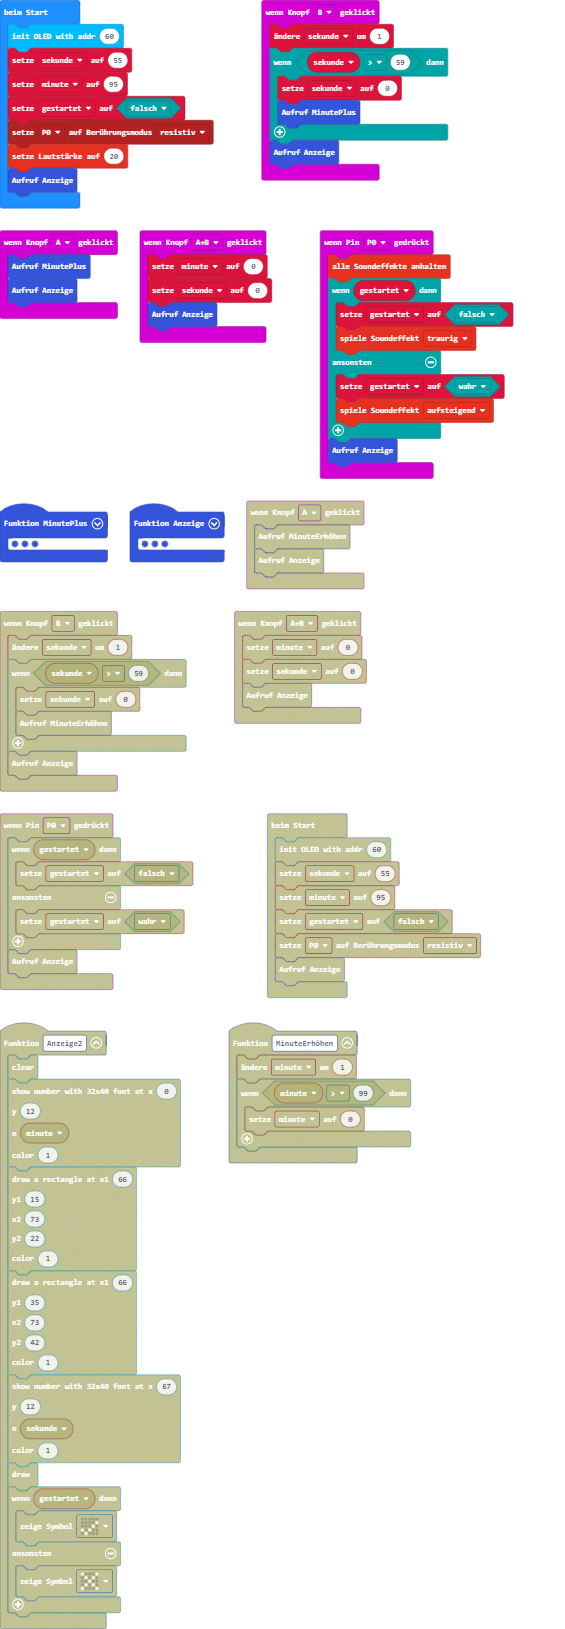 beim Start
init OLED with addr 60
setze sekunde auf 55
setze minute auf 95
setze gestartet auf falsch
setze P0 auf Berührungsmodus resistiv
setze Lautstärke auf 20
Aufruf Anzeige
wenn Knopf B geklickt
ändere sekunde um 1
wenn sekunde > 59 dann
setze sekunde auf 0
Aufruf MinutePlus
Aufruf Anzeige
wenn Knopf A geklickt
Aufruf MinutePlus
Aufruf Anzeige
wenn Knopf A+B geklickt
setze minute auf 0
setze sekunde auf 0
Aufruf Anzeige
wenn Pin P0 gedrückt
alle Soundeffekte anhalten
wenn gestartet dann
setze gestartet auf falsch
spiele Soundeffekt traurig
ansonsten
setze gestartet auf wahr
spiele Soundeffekt aufsteigend
Aufruf Anzeige
Funktion MinutePlus
Funktion Anzeige
wenn Knopf A geklickt
Aufruf MinuteErhöhen
Aufruf Anzeige
wenn Knopf B geklickt
ändere sekunde um 1
wenn sekunde > 59 dann
setze sekunde auf 0
Aufruf MinuteErhöhen
Aufruf Anzeige
wenn Knopf A+B geklickt
setze minute auf 0
setze sekunde auf 0
Aufruf Anzeige
wenn Pin P0 gedrückt
wenn gestartet dann
setze gestartet auf falsch
ansonsten
setze gestartet auf wahr
Aufruf Anzeige
beim Start
init OLED with addr 60
setze sekunde auf 55
setze minute auf 95
setze gestartet auf falsch
setze P0 auf Berührungsmodus resistiv
Aufruf Anzeige
Funktion Anzeige2
clear
show number with 32x40 font at x 0
y 12
n minute
color 1
draw a rectangle at x1 66
y1 15
x2 73
y2 22
color 1
draw a rectangle at x1 66
y1 35
x2 73
y2 42
color 1
show number with 32x40 font at x 67
y 12
n sekunde
color 1
draw
wenn gestartet dann
zeige Symbol
ansonsten
zeige Symbol
Funktion MinuteErhöhen
ändere minute um 1
wenn minute > 99 dann
setze minute auf 0